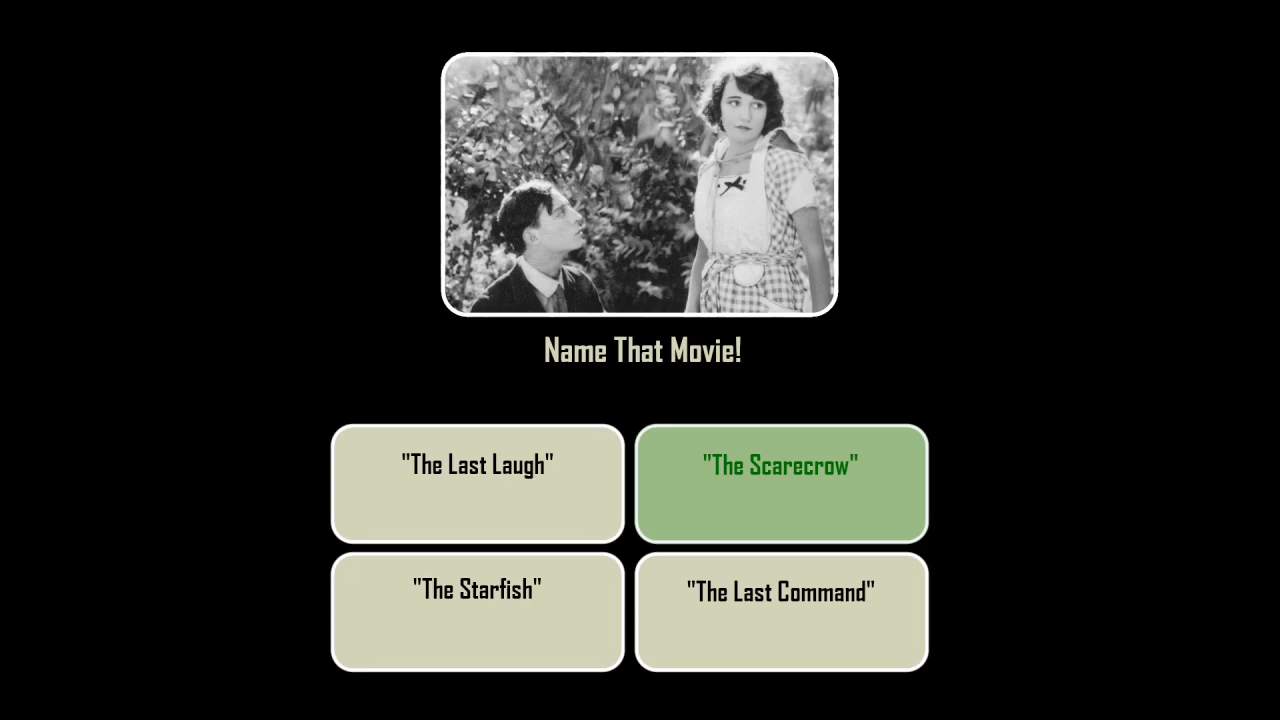 Name That Movie!
"The Last Laugh"
"The Scarecrow"
"The Starfish"
"The Last Command"